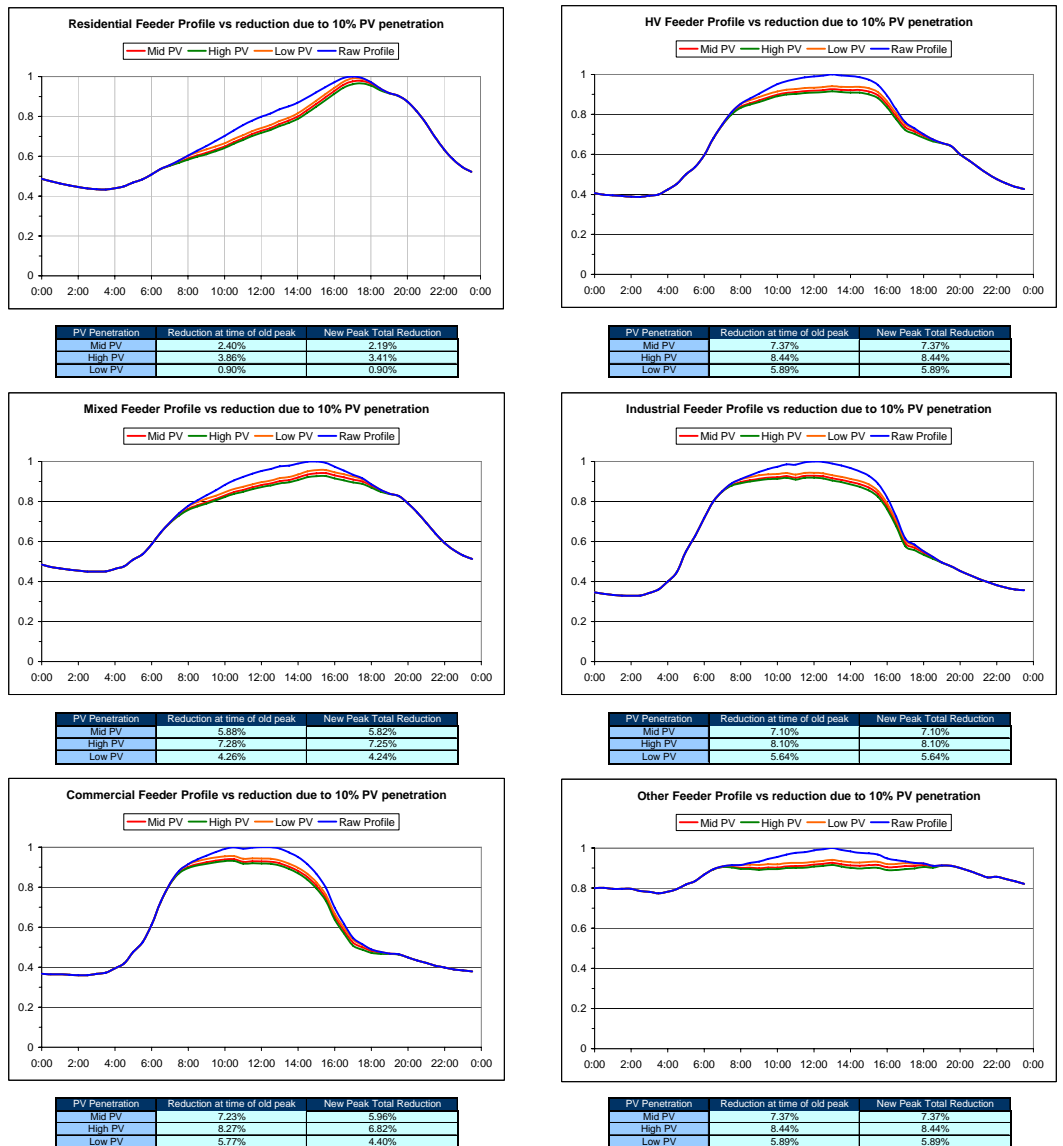 Residential Feeder Profile vs reduction due to 10% PV penetration
Mid PV High PV Low PV Raw Profile
1
0.8
0.6
0.4
0.2
0
0:00 2:00 4:00 6:00 8:00 10:00 12:00 14:00 16:00 18:00 20:00 22:00 0:00
PV Penetration Reduction at time of old peak New Peak Total Reduction
Mid PV 2.40% 2.19%
High PV 3.86% 3.41%
Low PV 0.90% 0.90%
HV Feeder Profile vs reduction due to 10% PV penetration
Mid PV High PV Low PV Raw Profile
1
0.8
0.6
0.4
0.2
0
0:00 2:00 4:00 6:00 8:00 10:00 12:00 14:00 16:00 18:00 20:00 22:00 0:00
PV Penetration Reduction at time of old peak New Peak Total Reduction
Mid PV 7.37% 7.37%
High PV 8.44% 8.44%
Low PV 5.89% 5.89%
Mixed Feeder Profile vs reduction due to 10% PV penetration
Mid PV High PV Low PV Raw Profile
1
0.8
0.6
0.4
0.2
0
0:00 2:00 4:00 6:00 8:00 10:00 12:00 14:00 16:00 18:00 20:00 22:00 0:00
PV Penetration Reduction at time of old peak New Peak Total Reduction
Mid PV 5.88% 5.82%
High PV 7.28% 7.25%
Low PV 4.26% 4.24%
Industrial Feeder Profile vs reduction due to 10% PV penetration
Mid PV High PV Low PV Raw Profile
1
0.8
0.6
0.4
0.2
0
0:00 2:00 4:00 6:00 8:00 10:00 12:00 14:00 16:00 18:00 20:00 22:00 0:00
PV Penetration Reduction at time of old peak New Peak Total Reduction
Mid PV 7.10% 7.10%
High PV 8.10% 8.10%
Low PV 5.64% 5.64%
Commercial Feeder Profile vs reduction due to 10% PV penetration
Mid PV High PV Low PV Raw Profile
1
0.8
0.6
0.4
0.2
0
0:00 2:00 4:00 6:00 8:00 10:00 12:00 14:00 16:00 18:00 20:00 22:00 0:00
PV Penetration Reduction at time of old peak New Peak Total Reduction
Mid PV 7.23% 5.96%
High PV 8.27% 6.82%
Low PV 5.77% 4.40%
Other Feeder Profile vs reduction due to 10% PV penetration
Mid PV High PV Low PV Raw Profile
1
0.8
0.6
0.4
0.2
0
0:00 2:00 4:00 6:00 8:00 10:00 12:00 14:00 16:00 18:00 20:00 22:00 0:00
PV Penetration Reduction at time of old peak New Peak Total Reduction
Mid PV 7.37% 7.37%
High PV 8.44% 8.44%
Low PV 5.89% 5.89%